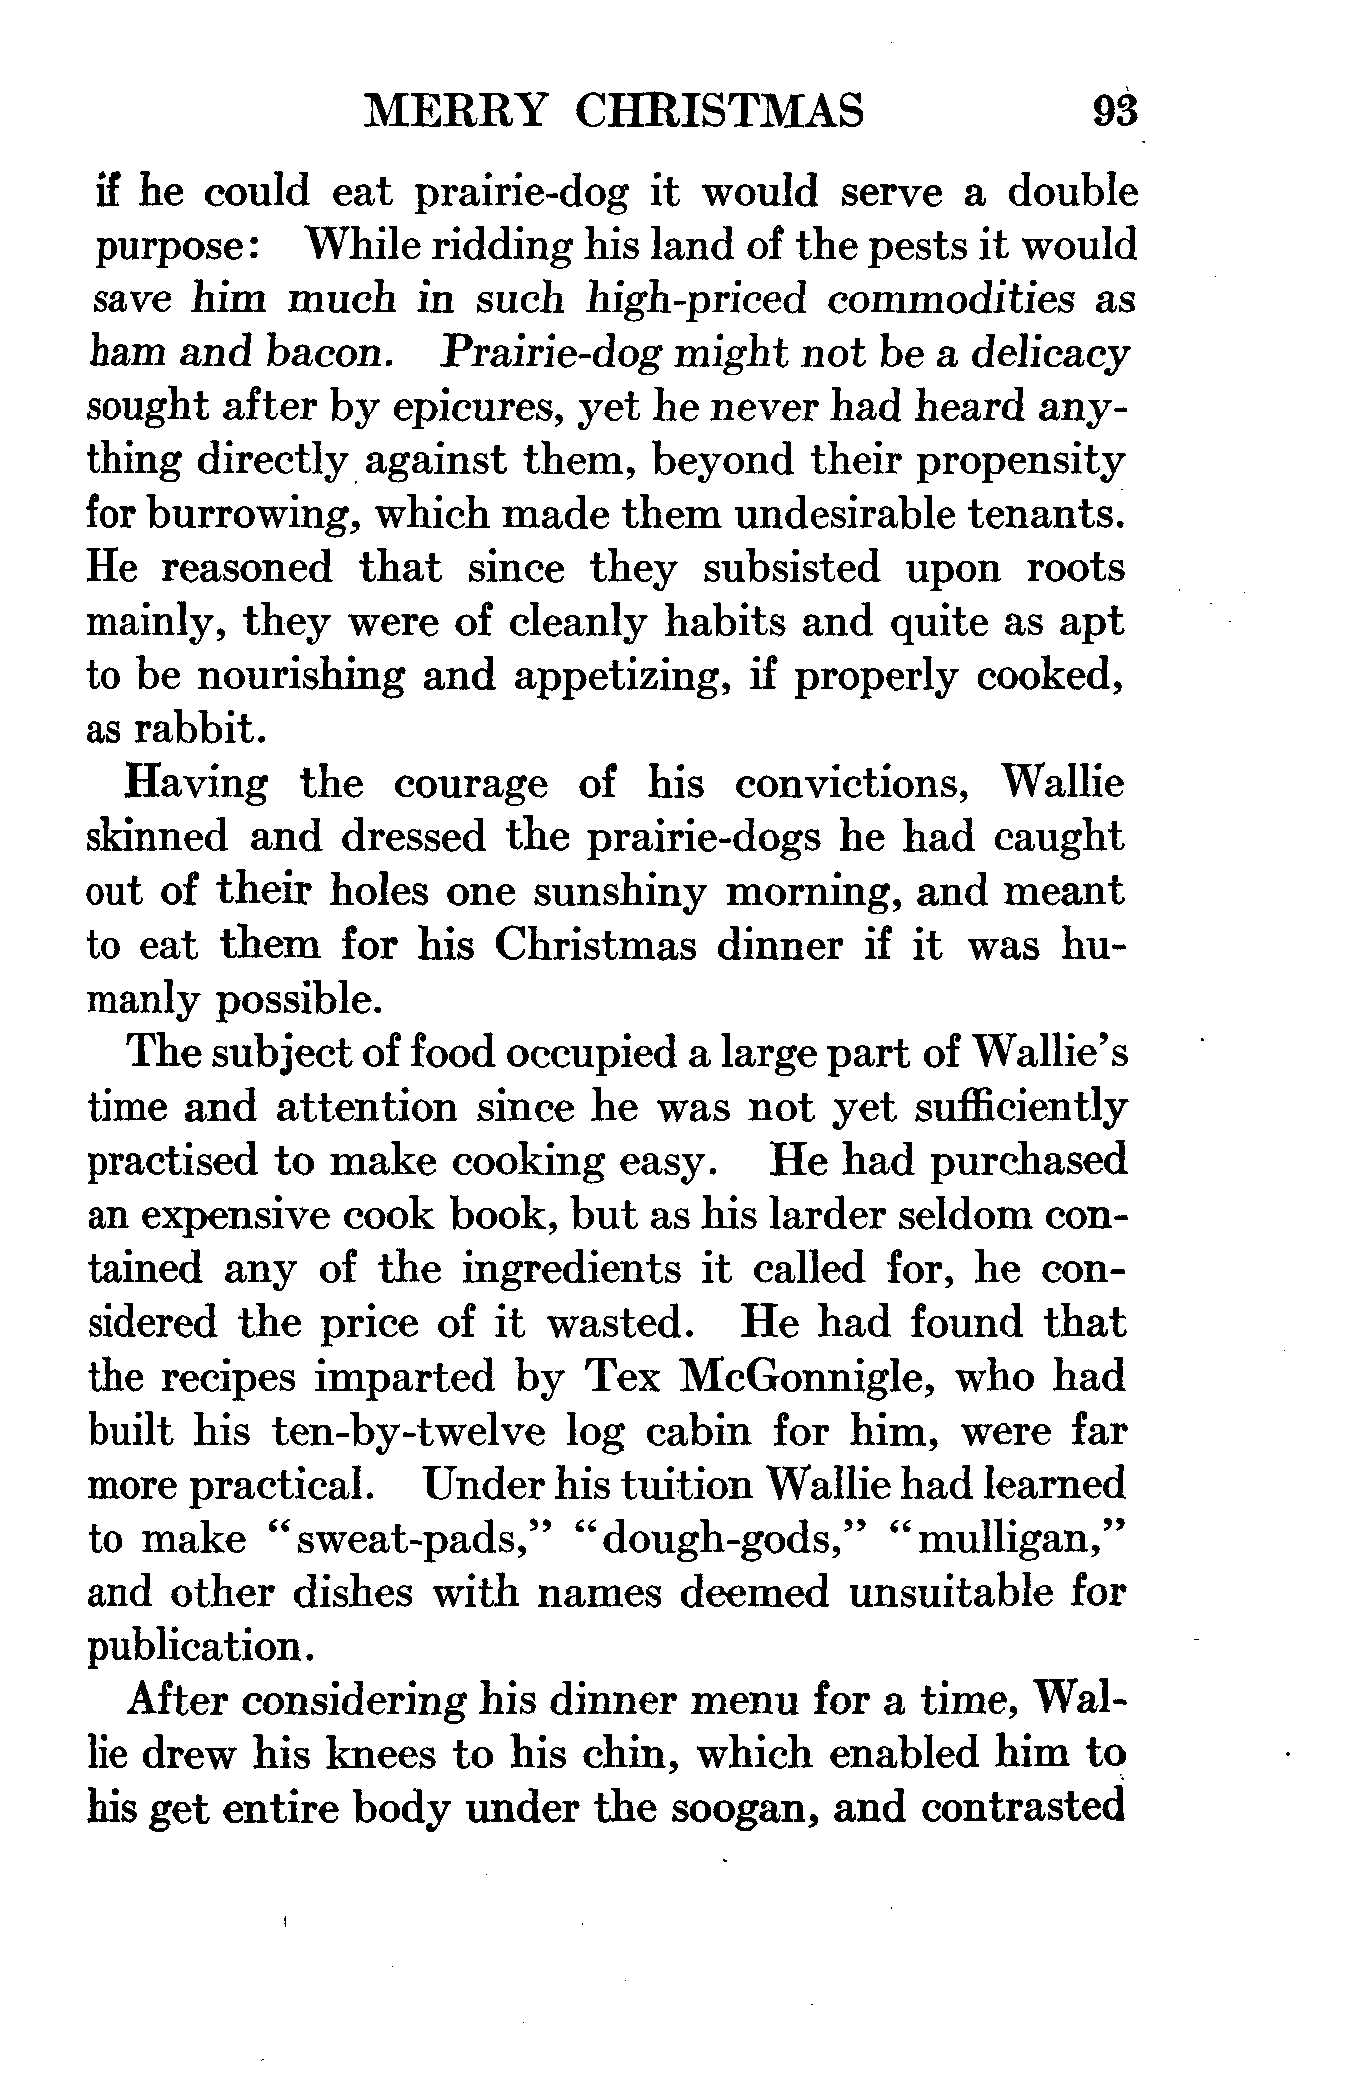 MERRY CHRISTMAS 93
if he could eat prairie-dog it would serve a double
purpose: While ridding his land of the pests it would
save him much in such high-priced commodities as
ham and bacon. Prairie-dog might not be a delicacy
sought after by epicures, yet he never had heard any-
thing directly against them, beyond their propensity
for burrowing, which made them undesirable tenants.
He reasoned that since they subsisted upon roots
mainly, they were of cleanly habits and quite as apt
to be nourishing and appetizing, if properly cooked,
as rabbit.
Having the courage of his convictions, Wallie
skinned and dressed the prairie-dogs he had caught
out of their holes one sunshiny morning, and meant
to eat them for his Christmas dinner if it was hu-
manly possible.
The subject of food occupied a large part of Wallie's
time and attention since he was not yet sufficiently
practised to make cooking easy. He had purchased
an expensive cook book, but as his larder seldom con-
tained any of the ingredients it called for, he con-
sidered the price of it wasted. He had found that
the recipes imparted by Tex McGonnigle, who had
built his ten-by-twelve log cabin for him, were far
more practical. Under his tuition Wallie had learned
to make “sweat-pads,” “dough-gods,” “mulligan,”
and other dishes with names deemed unsuitable for
publication.
After considering his dinner menu for a time, Wal-
lie drew his knees to his chin, which enabled him to
his get entire body under the soogan, and contrasted